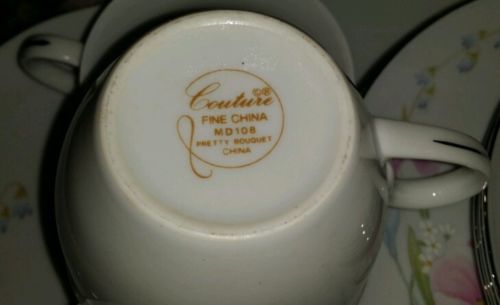 Couture ©®
FINE CHINA
MD108
PRETTY BOUQUET
CHINA